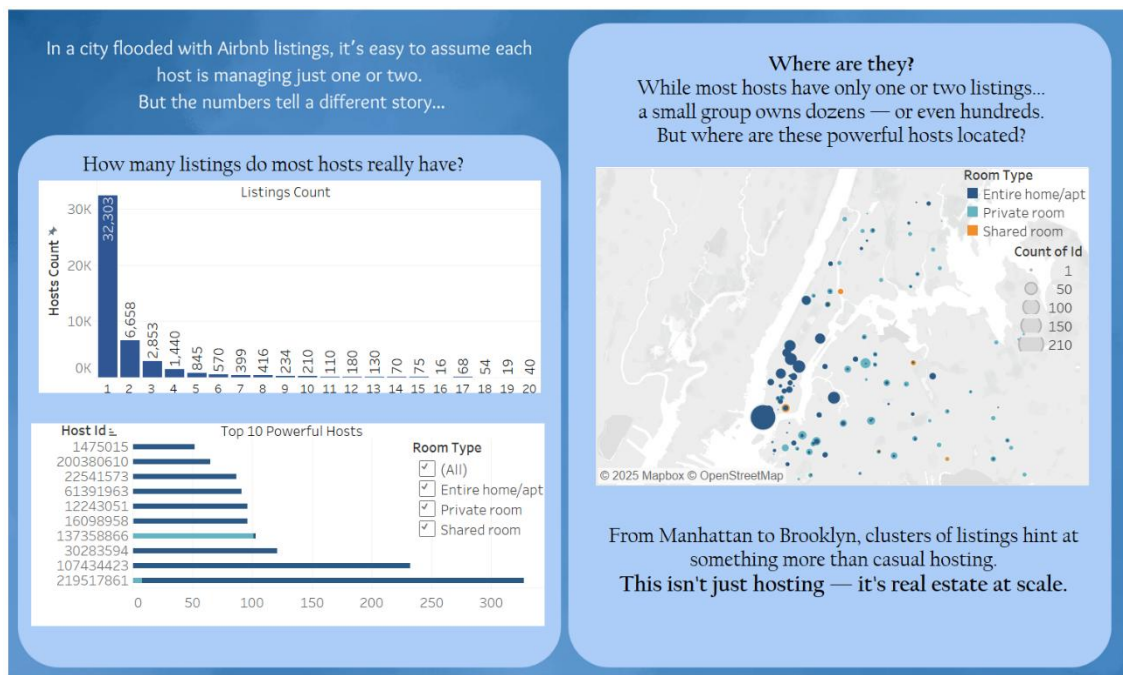 In a city flooded with Airbnb listings, it's easy to assume each
host is managing just one or two.
But the numbers tell a different story...
How many listings do most hosts really have?
Listings Count
Hosts Count
30K
20K
10K
0K
32,303
6,658
2,853
1,440
845
570
399
416
234
210
110
180
130
70
75
16
68
54
19
40
1 2 3 4 5 6 7 8 9 10 11 12 13 14 15 16 17 18 19 20
Host Id
Top 10 Powerful Hosts
1475015
200380610
22541573
61391963
12243051
16098958
137358866
30283594
107434423
219517861
0 50 100 150 200 250 300
Room Type
(All)
Entire home/apt
Private room
Shared room
Where are they?
While most hosts have only one or two listings...
a small group owns dozens — or even hundreds.
But where are these powerful hosts located?
Room Type
Entire home/apt
Private room
Shared room
Count of Id
1
50
100
150
210
© 2025 Mapbox © OpenStreetMap
From Manhattan to Brooklyn, clusters of listings hint at
something more than casual hosting.
This isn't just hosting — it's real estate at scale.